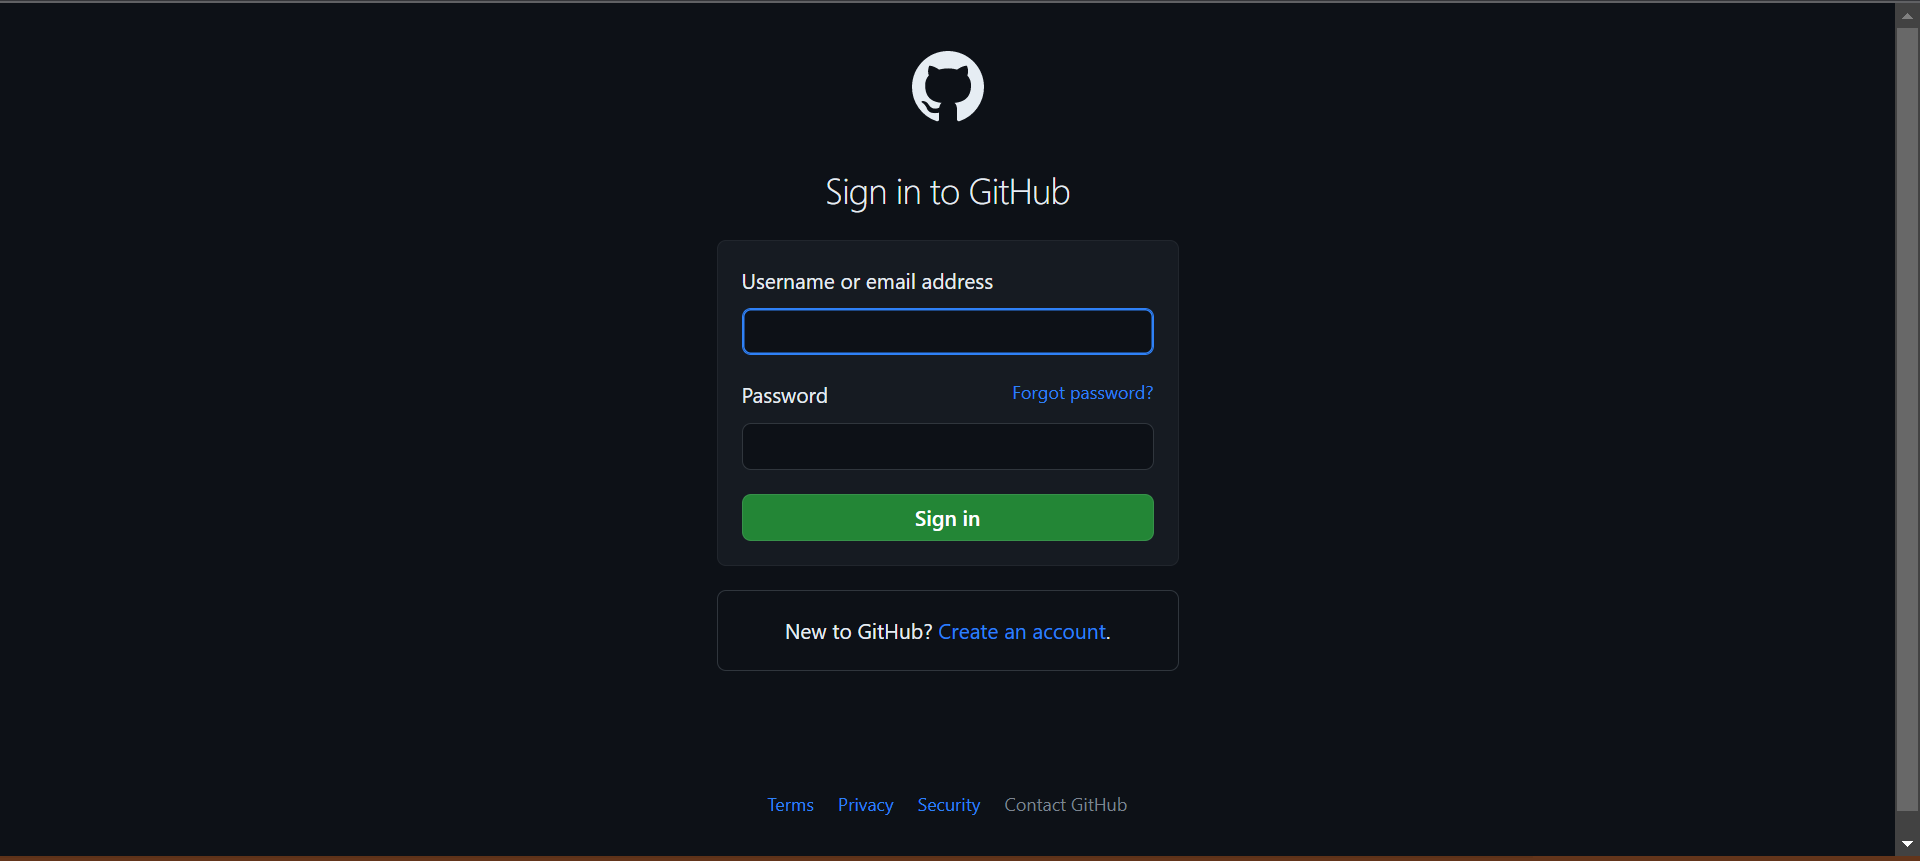 Sign in to GitHub
Username or email address
Password Forgot password?
Sign in
New to GitHub? Create an account.
Terms Privacy Security Contact GitHub